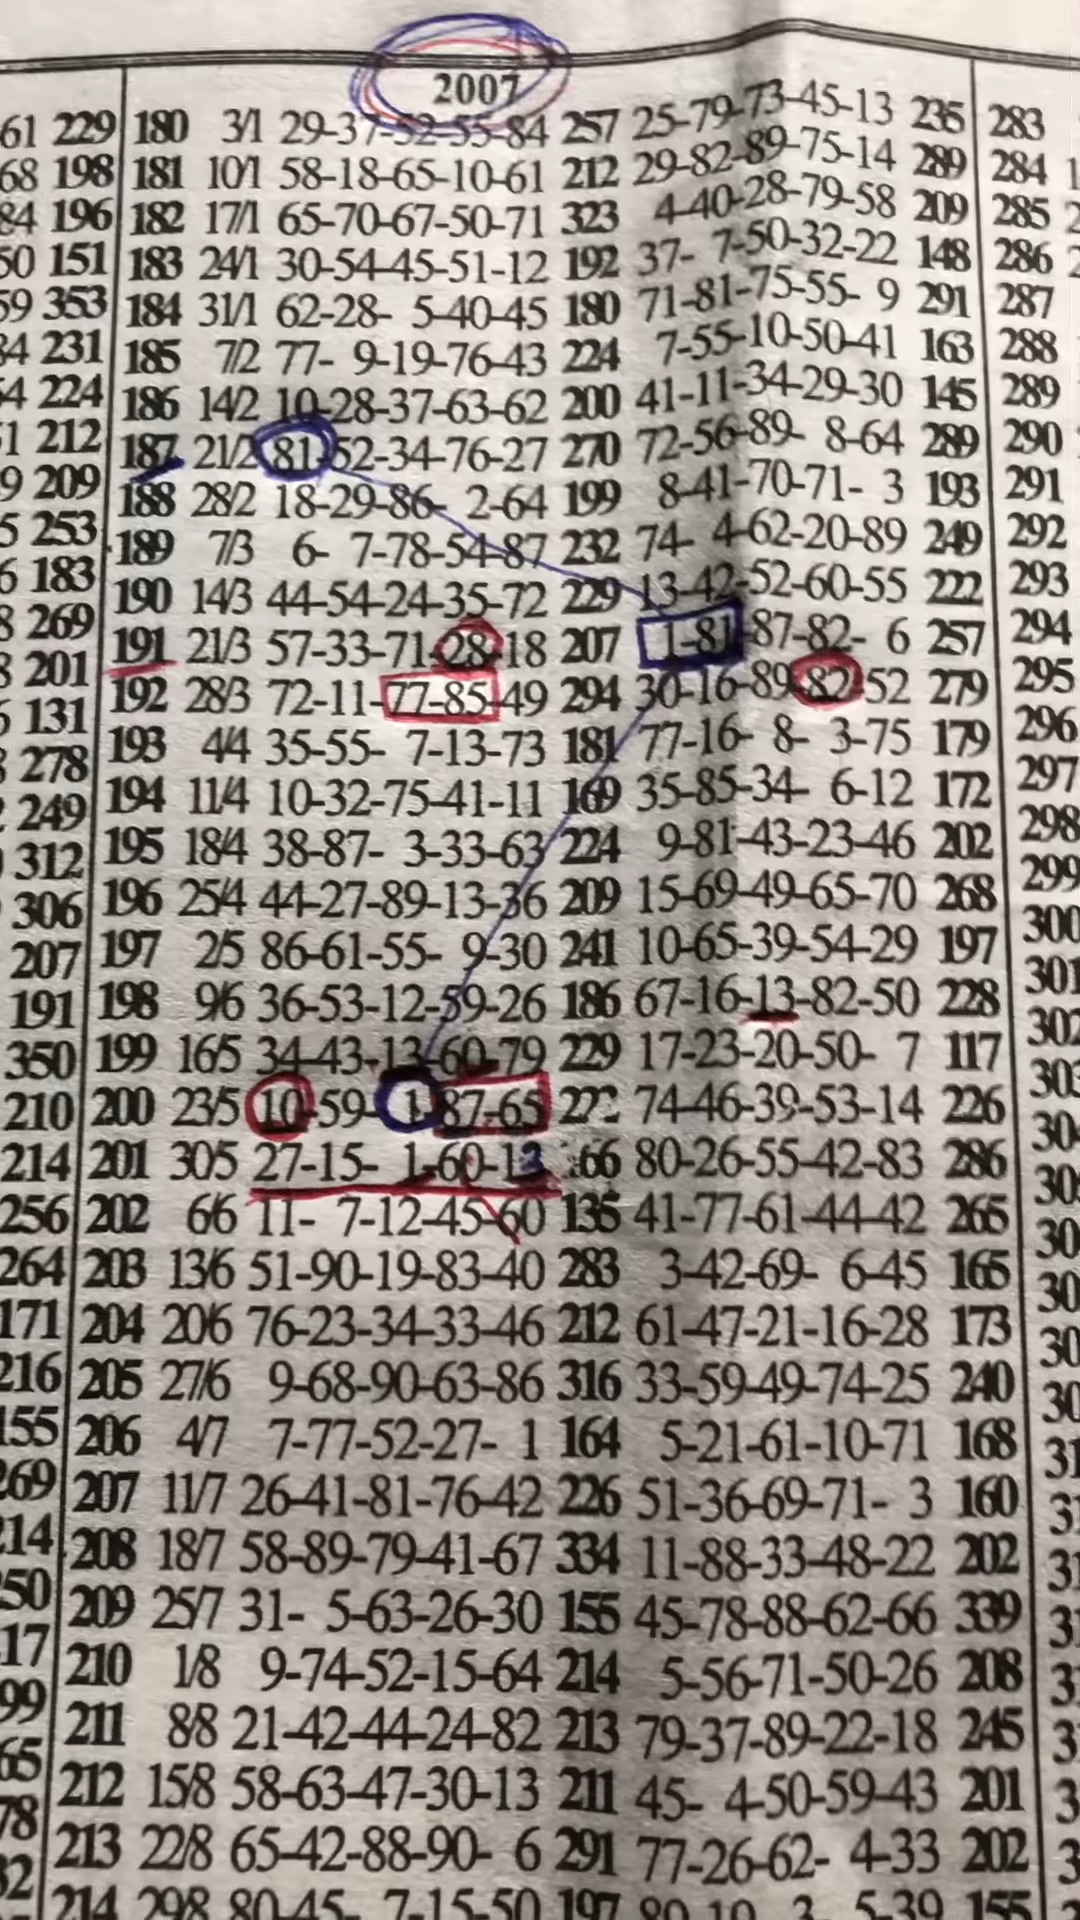 2007
61 229 180 3/1 29-37-52-55-84 257 25-79-73-45-13 235 283
68 198 181 10/1 58-18-65-10-61 212 29-82-89-75-14 289 284
84 196 182 17/1 65-70-67-50-71 323 4-40-28-79-58 209 285
50 151 183 24/1 30-54-45-51-12 192 37- 7-50-32-22 148 286
59 353 184 31/1 62-28- 5-40-45 180 71-81-75-55- 9 291 287
34 231 185 7/2 77- 9-19-76-43 224 7-55-10-50-41 163 288
54 224 186 14/2 10-28-37-63-62 200 41-11-34-29-30 145 289
51 212 187 21/2 81-52-34-76-27 270 72-56-89- 8-64 289 290
9 209 188 28/2 18-29-86- 2-64 199 8-41-70-71- 3 193 291
5 253 189 7/3 6- 7-78-54-87 232 74- 4-62-20-89 249 292
6 183 190 14/3 44-54-24-35-72 229 13-42-52-60-55 222 293
8 269 191 21/3 57-33-71-28-18 207 1-81-87-82- 6 257 294
8 201 192 28/3 72-11-77-85-49 294 30-16-89-82-52 279 295
131 193 4/4 35-55- 7-13-73 181 77-16- 8- 3-75 179 296
278 194 11/4 10-32-75-41-11 169 35-85-34- 6-12 172 297
249 195 18/4 38-87- 3-33-63 224 9-81-43-23-46 202 298
312 196 25/4 44-27-89-13-36 209 15-69-49-65-70 268 299
306 197 2/5 86-61-55- 9-30 241 10-65-39-54-29 197 300
207 198 9/6 36-53-12-59-26 186 67-16-13-82-50 228 301
191 199 165 34-43-13-60-79 229 17-23-20-50- 7 117 302
350 200 23/5 10-59- 1-87-65 272 74-46-39-53-14 226 303
210 201 305 27-15- 1-60-13 166 80-26-55-42-83 286
214 202 6/6 11- 7-12-45-60 135 41-77-61-44-42 265
256 203 13/6 51-90-19-83-40 283 3-42-69- 6-45 165
264 204 20/6 76-23-34-33-46 212 61-47-21-16-28 173
171 205 27/6 9-68-90-63-86 316 33-59-49-74-25 240
216 206 4/7 7-77-52-27- 1 164 5-21-61-10-71 168
155 207 11/7 26-41-81-76-42 226 51-36-69-71- 3 160
269 208 18/7 58-89-79-41-67 334 11-88-33-48-22 202
214 209 25/7 31- 5-63-26-30 155 45-78-88-62-66 339
250 210 1/8 9-74-52-15-64 214 5-56-71-50-26 208
17 211 8/8 21-42-44-24-82 213 79-37-89-22-18 245
99 212 15/8 58-63-47-30-13 211 45- 4-50-59-43 201
65 213 22/8 65-42-88-90- 6 291 77-26-62- 4-33 202
78 214 298 80-45- 7-15-50 197 80-10- 3- 5-39 155